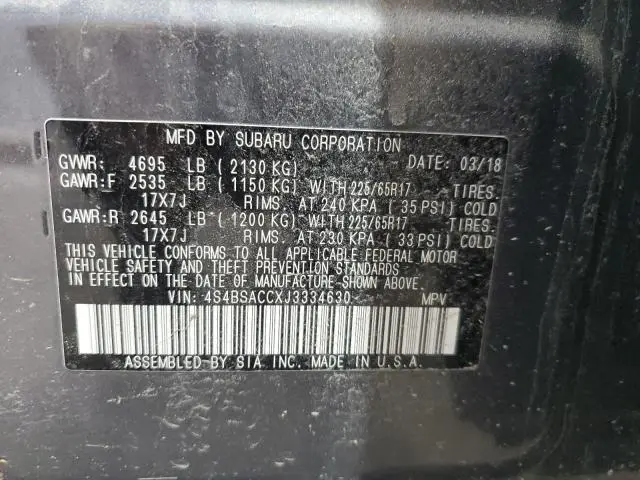 MFD BY SUBARU CORPORATION
GVWR: 4695 LB ( 2130 KG) DATE: 03/18
GAWR:F 2535 LB ( 1150 KG) WITH 225/65R17 TIRES.
17X7J RIMS. AT 240 KPA ( 35 PSI) COLD
GAWR:R 2645 LB ( 1200 KG) WITH 225/65R17 TIRES.
17X7J RIMS. AT 230 KPA ( 33 PSI) COLD
THIS VEHICLE CONFORMS TO ALL APPLICABLE FEDERAL MOTOR
VEHICLE SAFETY AND THEFT PREVENTION STANDARDS
IN EFFECT ON THE DATE OF MANUFACTURE SHOWN ABOVE.
VIN: 4S4BSACCXJ3334630 MPV
ASSEMBLED BY SIA INC. MADE IN U.S.A.